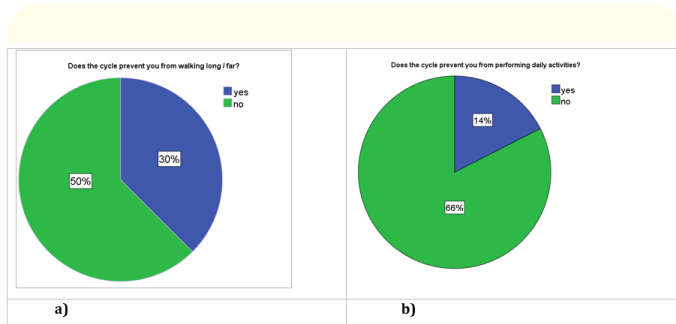 Does the cycle prevent you from walking long / far?
yes
no
30%
50%
a)
Does the cycle prevent you from performing daily activities?
yes
no
14%
66%
b)